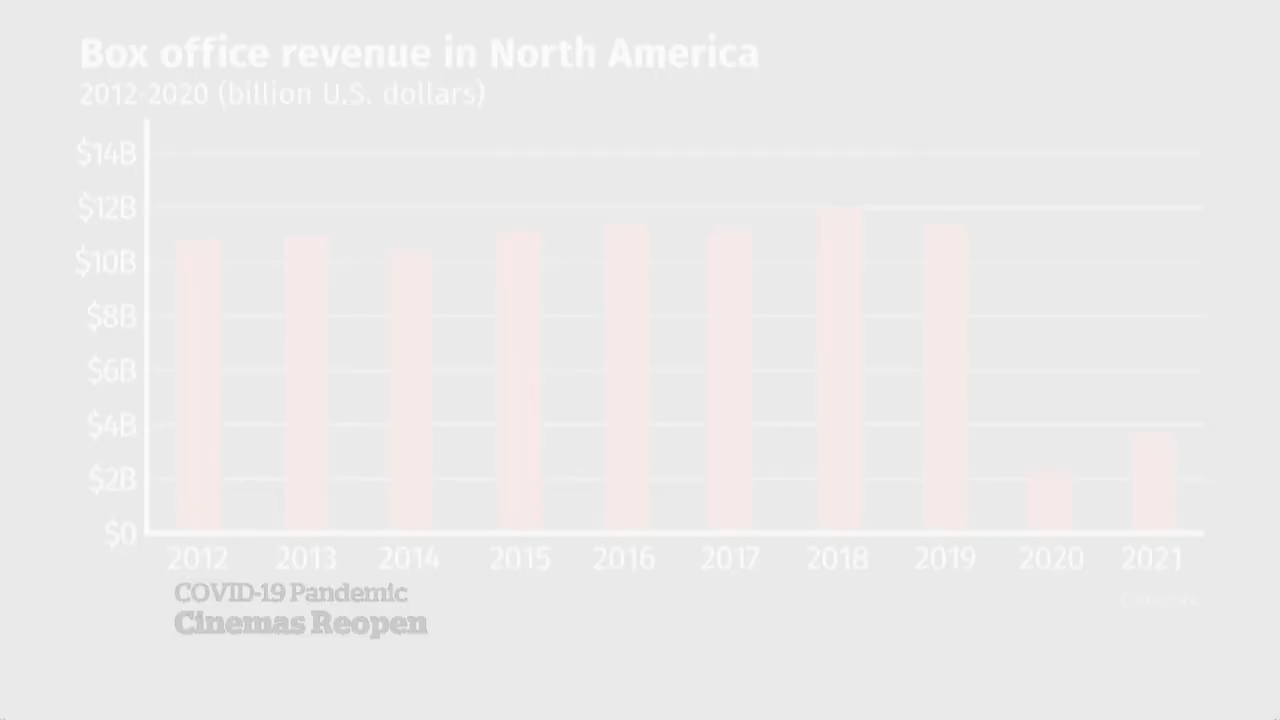 Box office revenue in North America
2012-2020 (billion U.S. dollars)
$14B
$12B
$10B
$8B
$6B
$4B
$2B
$0
2012 2013 2014 2015 2016 2017 2018 2019 2020 2021
COVID-19 Pandemic
Cinemas Reopen